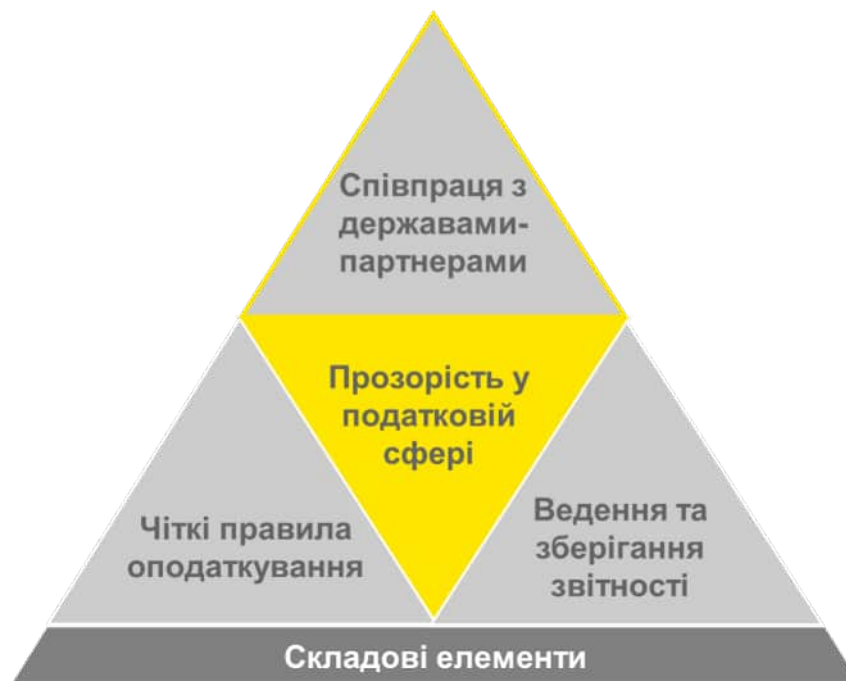 Співпраця з
державами-
партнерами
Прозорість у
податковій
сфері
Чіткі правила
оподаткування
Ведення та
зберігання
звітності
Складові елементи